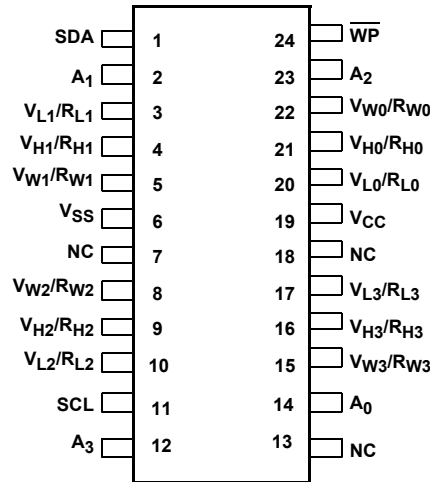 SDA 1 24 W̅P̅
A1 2 23 A2
VL1/RL1 3 22 VW0/RW0
VH1/RH1 4 21 VH0/RH0
VW1/RW1 5 20 VL0/RL0
VSS 6 19 VCC
NC 7 18 NC
VW2/RW2 8 17 VL3/RL3
VH2/RH2 9 16 VH3/RH3
VL2/RL2 10 15 VW3/RW3
SCL 11 14 A0
A3 12 13 NC